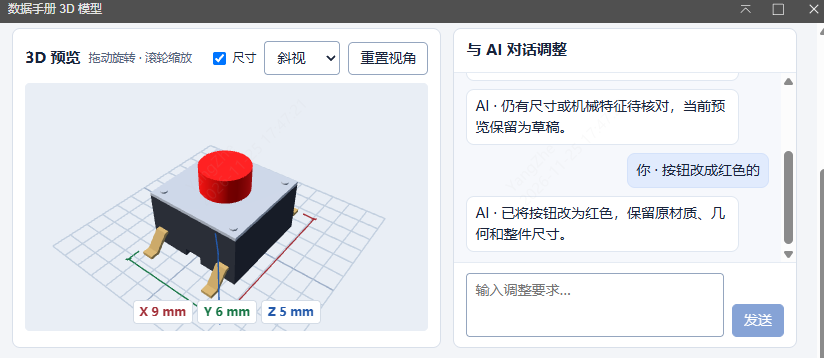 数据手册 3D 模型
3D 预览 拖动旋转 · 滚轮缩放 尺寸 斜视 重置视角
X 9 mm Y 6 mm Z 5 mm
与 AI 对话调整
AI · 仍有尺寸或机械特征待核对，当前预
览保留为草稿。
你 · 按钮改成红色的
AI · 已将按钮改为红色，保留原材质、几
何和整件尺寸。
输入调整要求...
发送